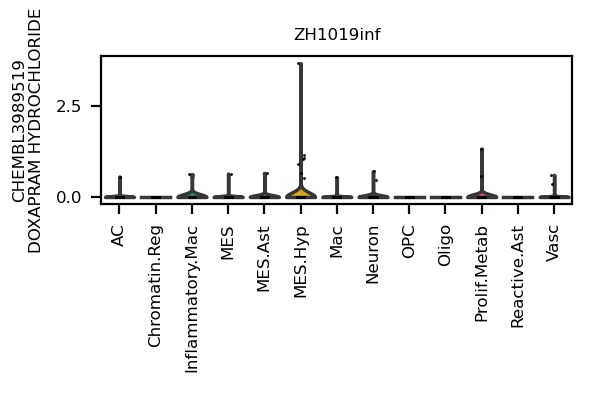 ZH1019inf
CHEMBL3989519
DOXAPRAM HYDROCHLORIDE
2.5
0.0
AC
Chromatin.Reg
Inflammatory.Mac
MES
MES.Ast
MES.Hyp
Mac
Neuron
OPC
Oligo
Prolif.Metab
Reactive.Ast
Vasc